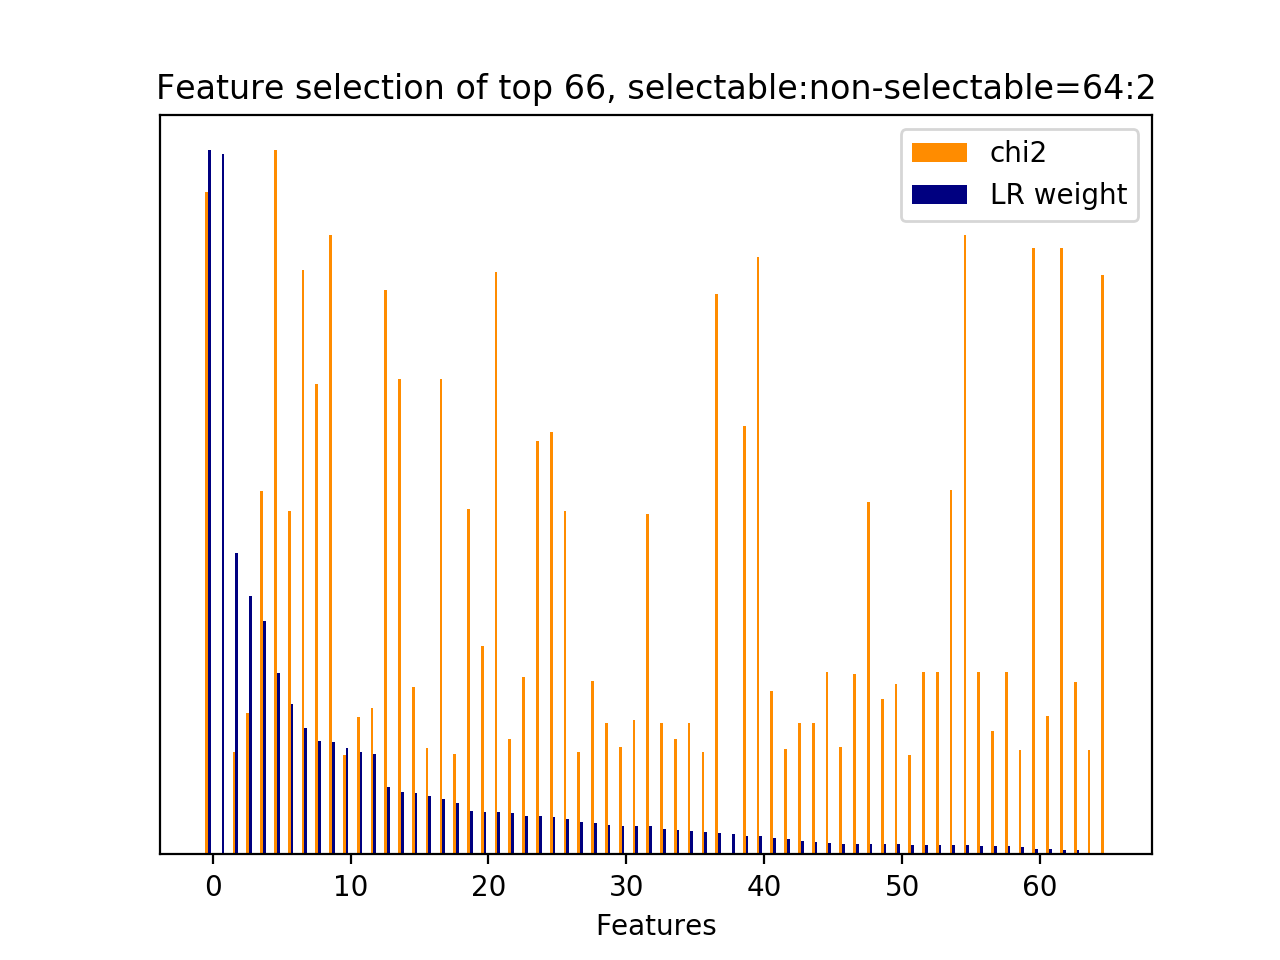 Feature selection of top 66, selectable:non-selectable=64:2
chi2
LR weight
0 10 20 30 40 50 60
Features